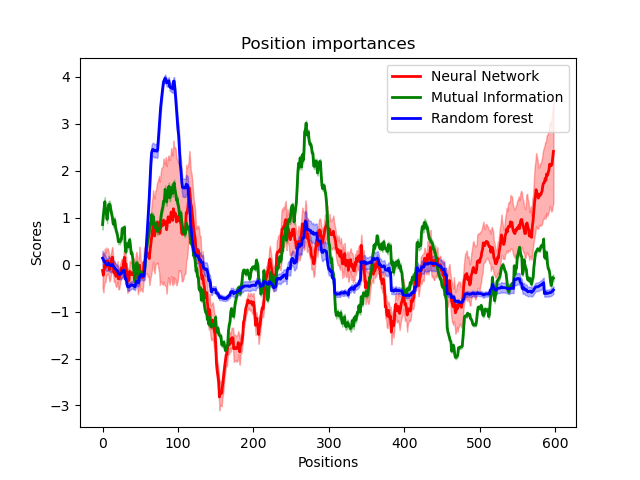 Position importances
Neural Network
Mutual Information
Random forest
Scores
4
3
2
1
0
−1
−2
−3
0 100 200 300 400 500 600
Positions